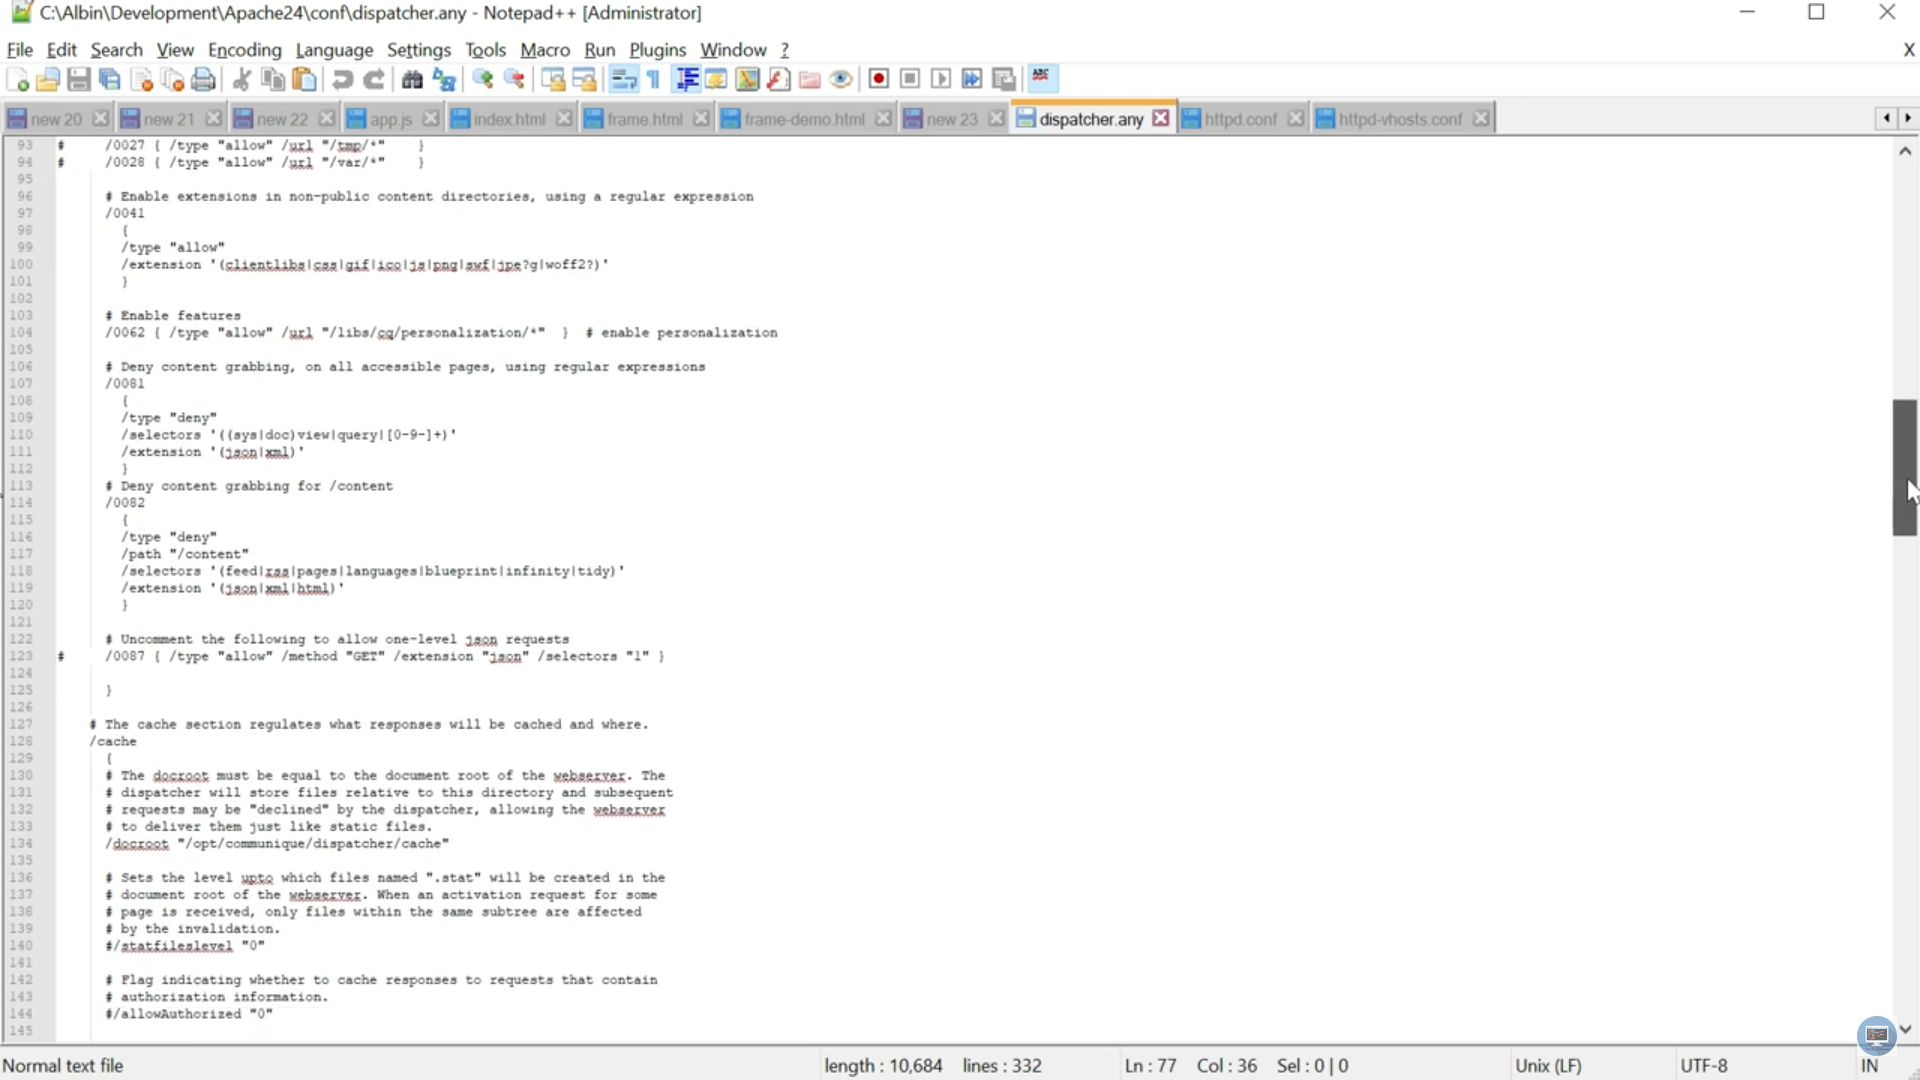 C:\Albin\Development\Apache24\conf\dispatcher.any - Notepad++ [Administrator]
File Edit Search View Encoding Language Settings Tools Macro Run Plugins Window ? X
new 20 new 21 new 22 app.js index.html frame.html frame-demo.html new 23 dispatcher.any httpd.conf httpd-vhosts.conf
93 # /0027 { /type "allow" /url "/tmp/*" }
94 # /0028 { /type "allow" /url "/var/*" }
95
96 # Enable extensions in non-public content directories, using a regular expression
97 /0041
98 {
99 /type "allow"
100 /extension '(clientlibs|css|gif|ico|js|png|swf|jpe?g|woff2?)'
101 }
102
103 # Enable features
104 /0062 { /type "allow" /url "/libs/cq/personalization/*" } # enable personalization
105
106 # Deny content grabbing, on all accessible pages, using regular expressions
107 /0081
108 {
109 /type "deny"
110 /selectors '((sys|doc)view|query|[0-9-]+)'
111 /extension '(json|xml)'
112 }
113 # Deny content grabbing for /content
114 /0082
115 {
116 /type "deny"
117 /path "/content"
118 /selectors '(feed|rss|pages|languages|blueprint|infinity|tidy)'
119 /extension '(json|xml|html)'
120 }
121
122 # Uncomment the following to allow one-level json requests
123 # /0087 { /type "allow" /method "GET" /extension "json" /selectors "1" }
124
125 }
126
127 # The cache section regulates what responses will be cached and where.
128 /cache
129 {
130 # The docroot must be equal to the document root of the webserver. The
131 # dispatcher will store files relative to this directory and subsequent
132 # requests may be "declined" by the dispatcher, allowing the webserver
133 # to deliver them just like static files.
134 /docroot "/opt/communique/dispatcher/cache"
135
136 # Sets the level upto which files named ".stat" will be created in the
137 # document root of the webserver. When an activation request for some
138 # page is received, only files within the same subtree are affected
139 # by the invalidation.
140 #/statfileslevel "0"
141
142 # Flag indicating whether to cache responses to requests that contain
143 # authorization information.
144 #/allowAuthorized "0"
145
Normal text file length : 10,684 lines : 332 Ln : 77 Col : 36 Sel : 0 | 0 Unix (LF) UTF-8 IN